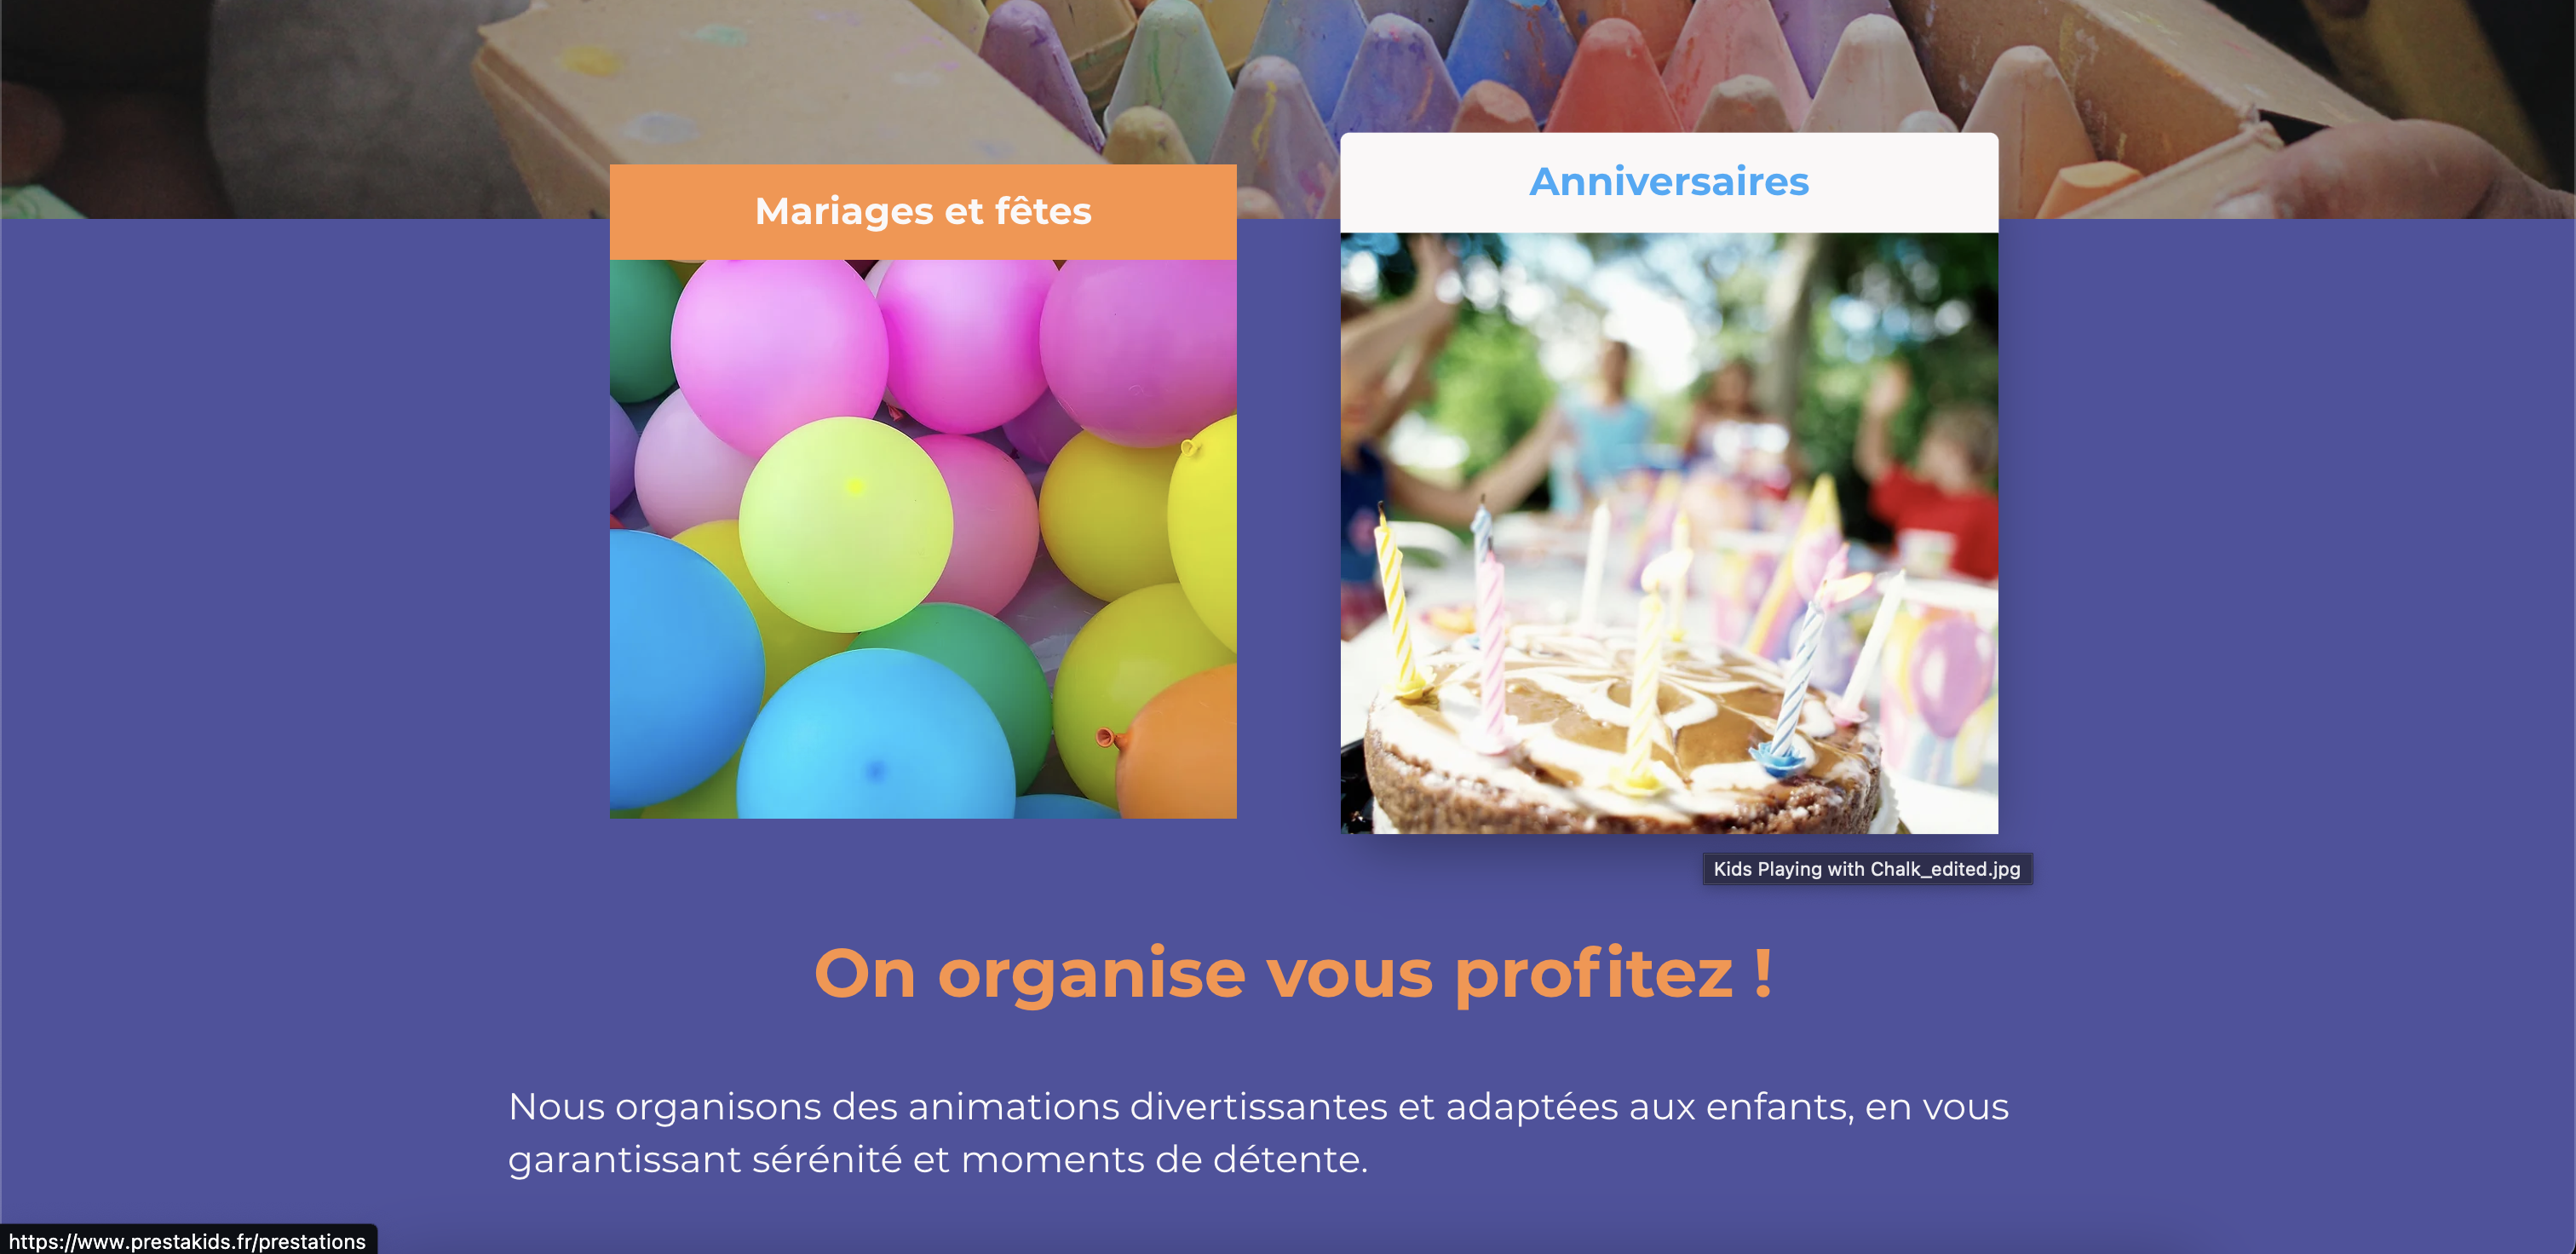 Mariages et fêtes
Anniversaires
Kids Playing with Chalk_edited.jpg
On organise vous profitez !
Nous organisons des animations divertissantes et adaptées aux enfants, en vous
garantissant sérénité et moments de détente.
https://www.prestakids.fr/prestations